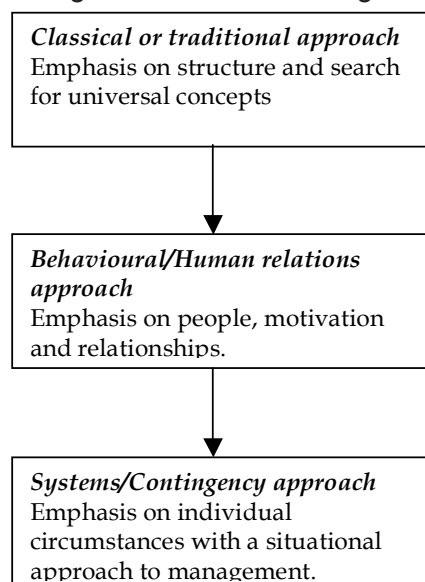 Classical or traditional approach
Emphasis on structure and search
for universal concepts
Behavioural/Human relations
approach
Emphasis on people, motivation
and relationships.
Systems/Contingency approach
Emphasis on individual
circumstances with a situational
approach to management.